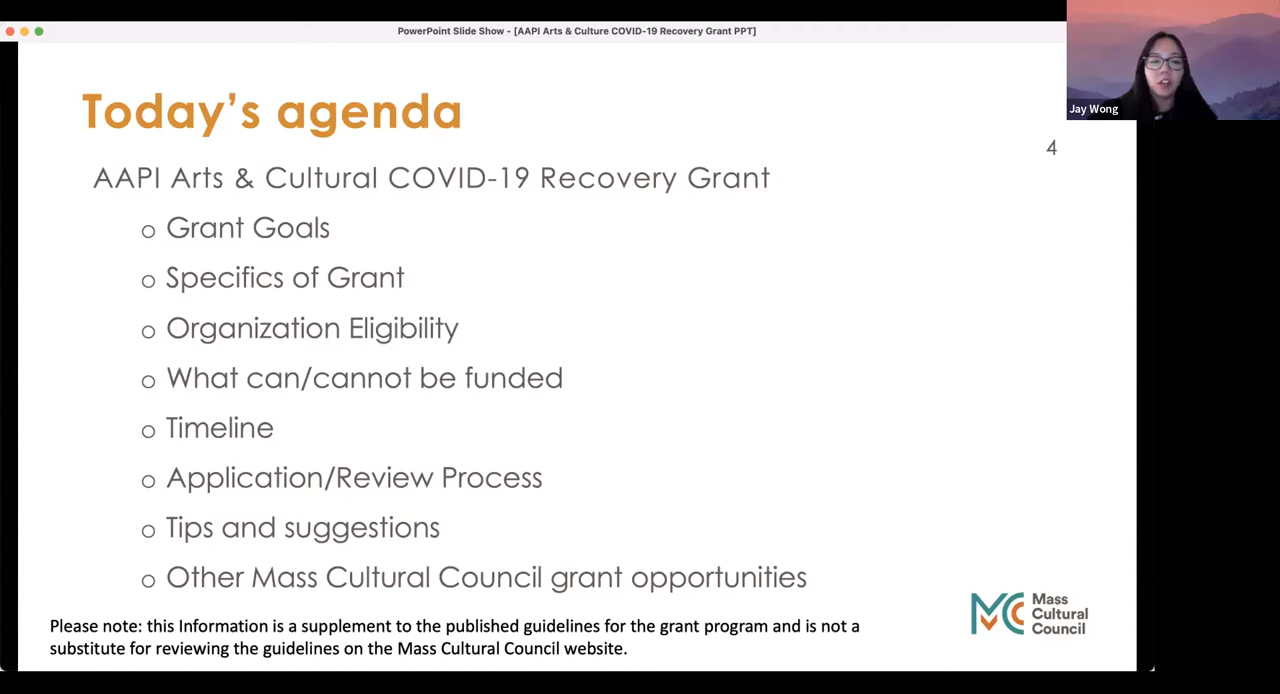 PowerPoint Slide Show - [AAPI Arts & Culture COVID-19 Recovery Grant PPT]
Jay Wong
Today's agenda
4
AAPI Arts & Cultural COVID-19 Recovery Grant
o Grant Goals
o Specifics of Grant
o Organization Eligibility
o What can/cannot be funded
o Timeline
o Application/Review Process
o Tips and suggestions
o Other Mass Cultural Council grant opportunities
Please note: this Information is a supplement to the published guidelines for the grant program and is not a
substitute for reviewing the guidelines on the Mass Cultural Council website.
MCC
Mass
Cultural
Council